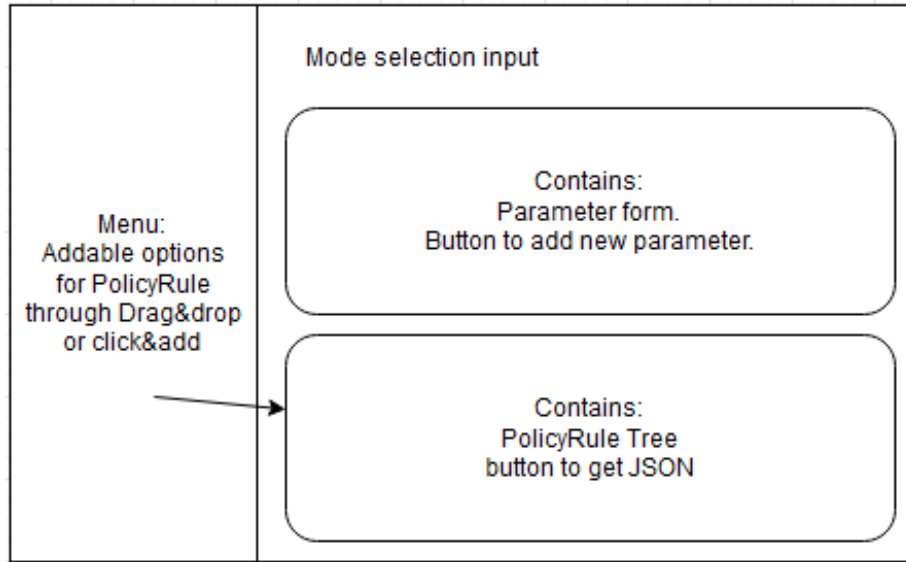 Mode selection input
Contains:
Parameter form.
Button to add new parameter.
Menu:
Addable options
for PolicyRule
through Drag&drop
or click&add
Contains:
PolicyRule Tree
button to get JSON